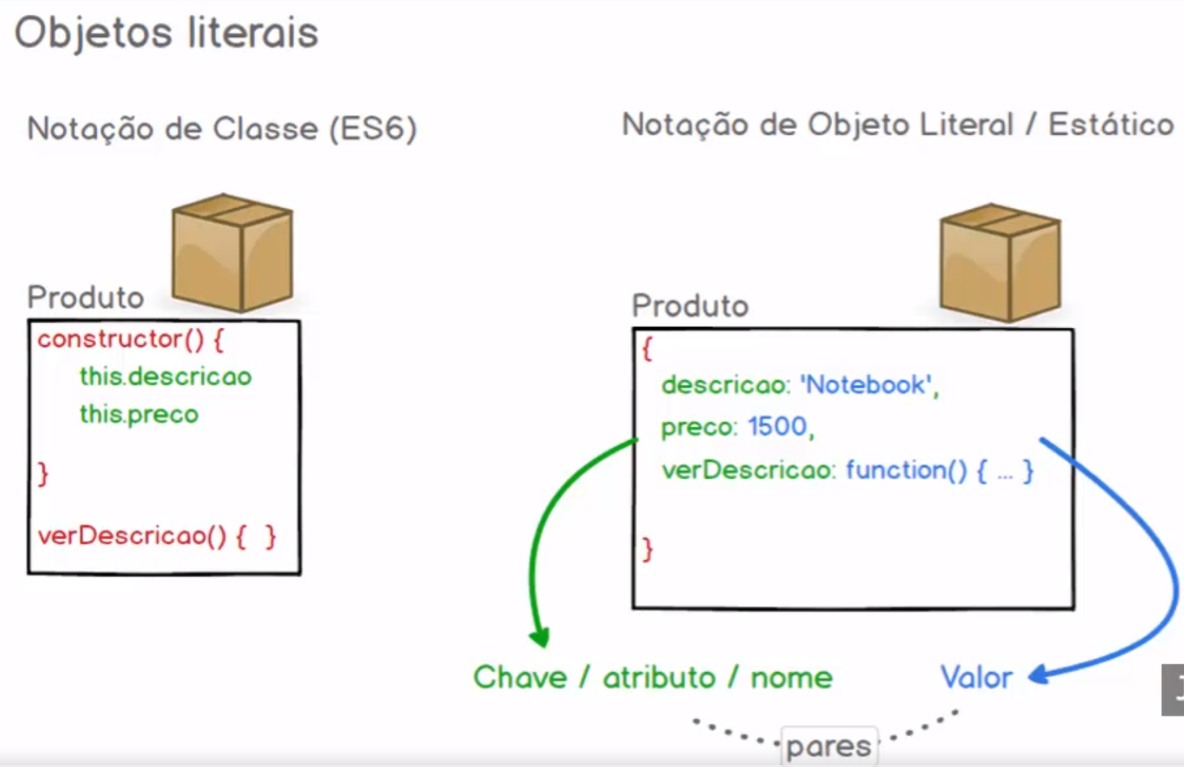 Objetos literais
Notação de Classe (ES6)
Produto
constructor() {
this.descricao
this.preco
}
verDescricao() { }
Notação de Objeto Literal / Estático
Produto
{
descricao: 'Notebook',
preco: 1500,
verDescricao: function() { ... }
}
Chave / atributo / nome
Valor
pares